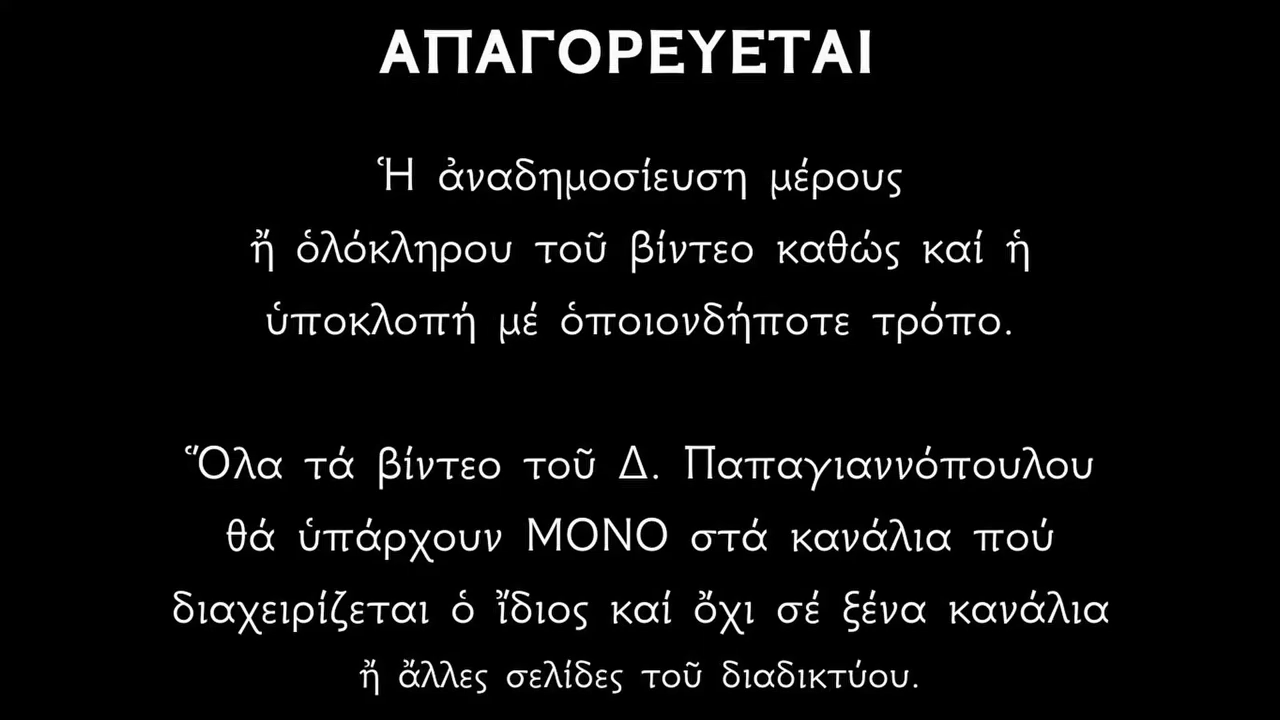 ΑΠΑΓΟΡΕΥΕΤΑΙ
Ἡ ἀναδημοσίευση μέρους
ἤ ὁλόκληρου τοῦ βίντεο καθώς καί ἡ
ὑποκλοπή μέ ὁποιονδήποτε τρόπο.
Ὅλα τά βίντεο τοῦ Δ. Παπαγιαννόπουλου
θά ὑπάρχουν ΜΟΝΟ στά κανάλια πού
διαχειρίζεται ὁ ἴδιος καί ὄχι σέ ξένα κανάλια
ἤ ἄλλες σελίδες τοῦ διαδικτύου.